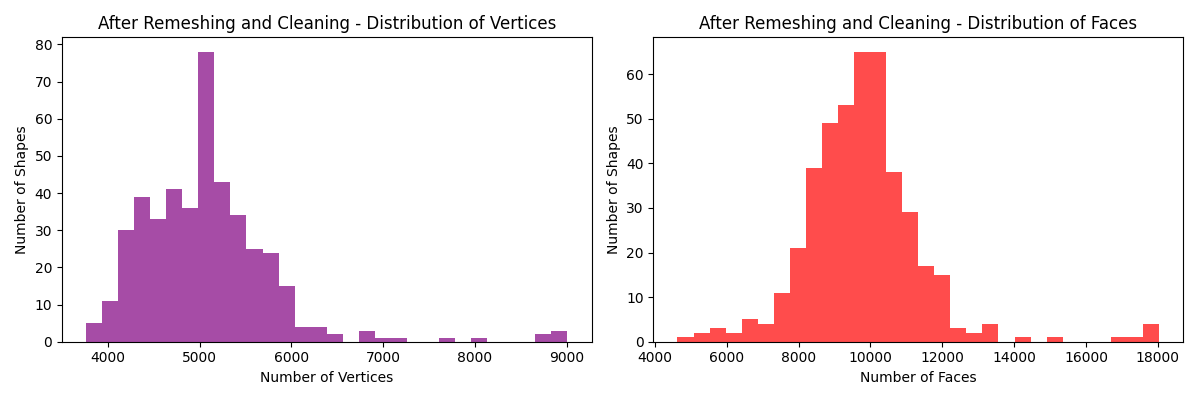 After Remeshing and Cleaning - Distribution of Vertices
80
70
60
50
40
30
20
10
0
Number of Shapes
4000 5000 6000 7000 8000 9000
Number of Vertices
After Remeshing and Cleaning - Distribution of Faces
60
50
40
30
20
10
0
Number of Shapes
4000 6000 8000 10000 12000 14000 16000 18000
Number of Faces